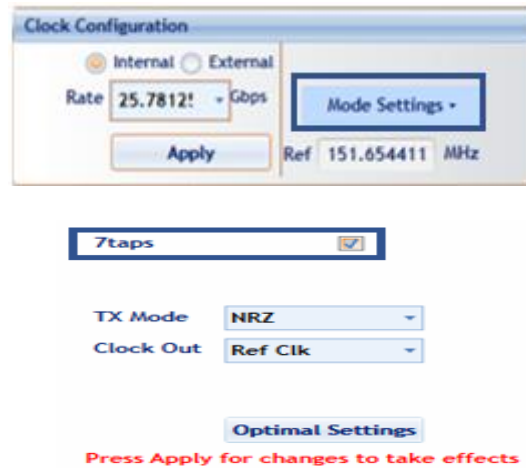 Clock Configuration
Internal External
Rate 25.7812! Gbps
Mode Settings
Apply
Ref 151.654411 MHz
7taps
TX Mode NRZ
Clock Out Ref Clk
Optimal Settings
Press Apply for changes to take effects